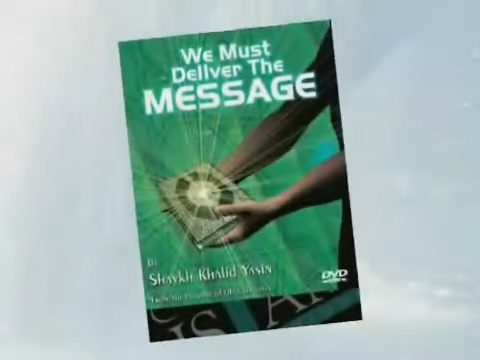 We Must
Deliver The
MESSAGE
By
Shaykh Khalid Yasin
DVD